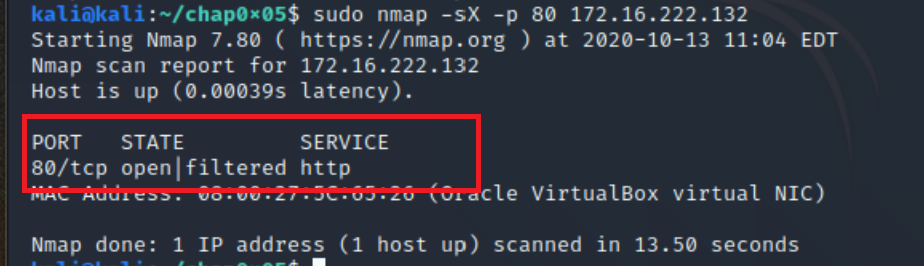 kali@kali:~/chap0×05$ sudo nmap -sX -p 80 172.16.222.132
Starting Nmap 7.80 ( https://nmap.org ) at 2020-10-13 11:04 EDT
Nmap scan report for 172.16.222.132
Host is up (0.00039s latency).
PORT   STATE         SERVICE
80/tcp open|filtered http
MAC Address: 08:00:27:5C:65:26 (Oracle VirtualBox virtual NIC)
Nmap done: 1 IP address (1 host up) scanned in 13.50 seconds
kali@kali:~/chap0×05$